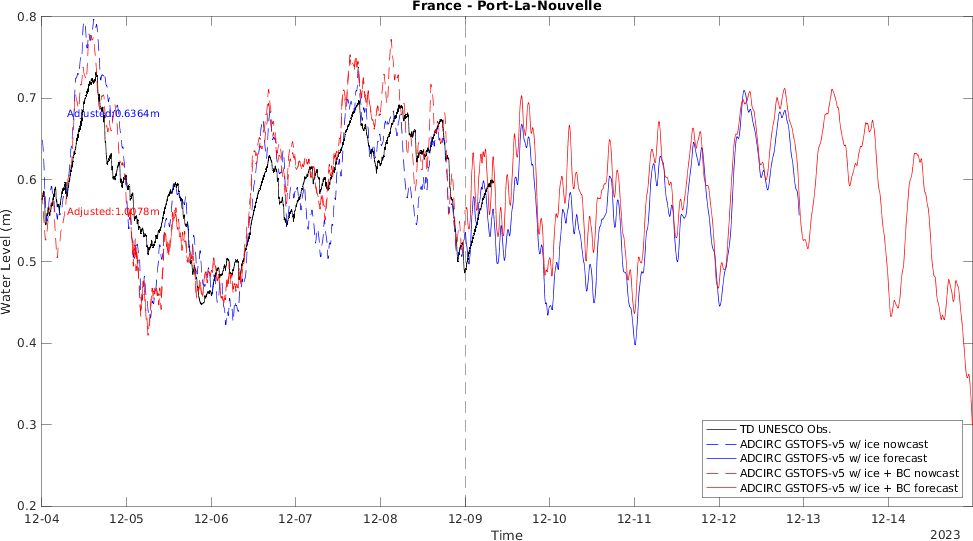 France - Port-La-Nouvelle
Water Level (m)
0.8
0.7
0.6
0.5
0.4
0.3
0.2
Adjusted:0.6364m
Adjusted:1.0078m
TD UNESCO Obs.
ADCIRC GSTOFS-v5 w/ ice nowcast
ADCIRC GSTOFS-v5 w/ ice forecast
ADCIRC GSTOFS-v5 w/ ice + BC nowcast
ADCIRC GSTOFS-v5 w/ ice + BC forecast
12-04 12-05 12-06 12-07 12-08 12-09 12-10 12-11 12-12 12-13 12-14
Time
2023